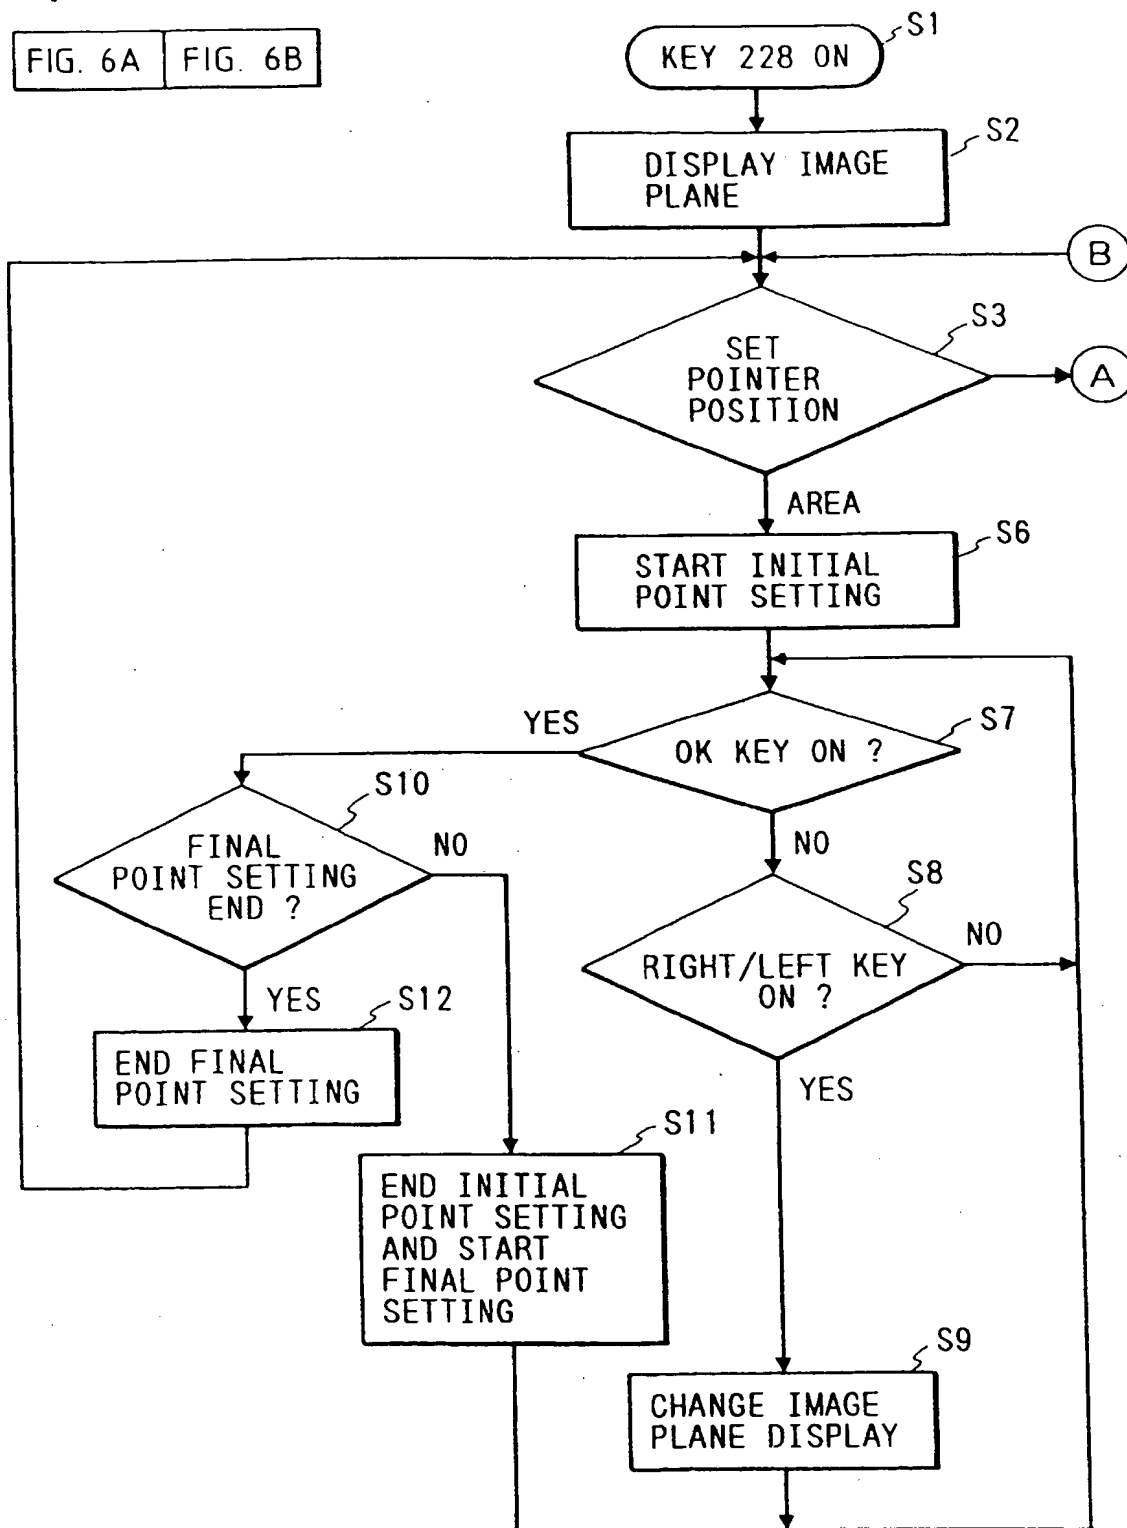 FIG. 6A FIG. 6B
S1
KEY 228 ON
S2
DISPLAY IMAGE
PLANE
B
S3
SET
POINTER
POSITION
A
AREA
S6
START INITIAL
POINT SETTING
YES
S7
OK KEY ON ?
S10
NO
NO
FINAL
POINT SETTING
END ?
S8
NO
RIGHT/LEFT KEY
ON ?
YES
S12
END FINAL
POINT SETTING
YES
S11
END INITIAL
POINT SETTING
AND START
FINAL POINT
SETTING
S9
CHANGE IMAGE
PLANE DISPLAY